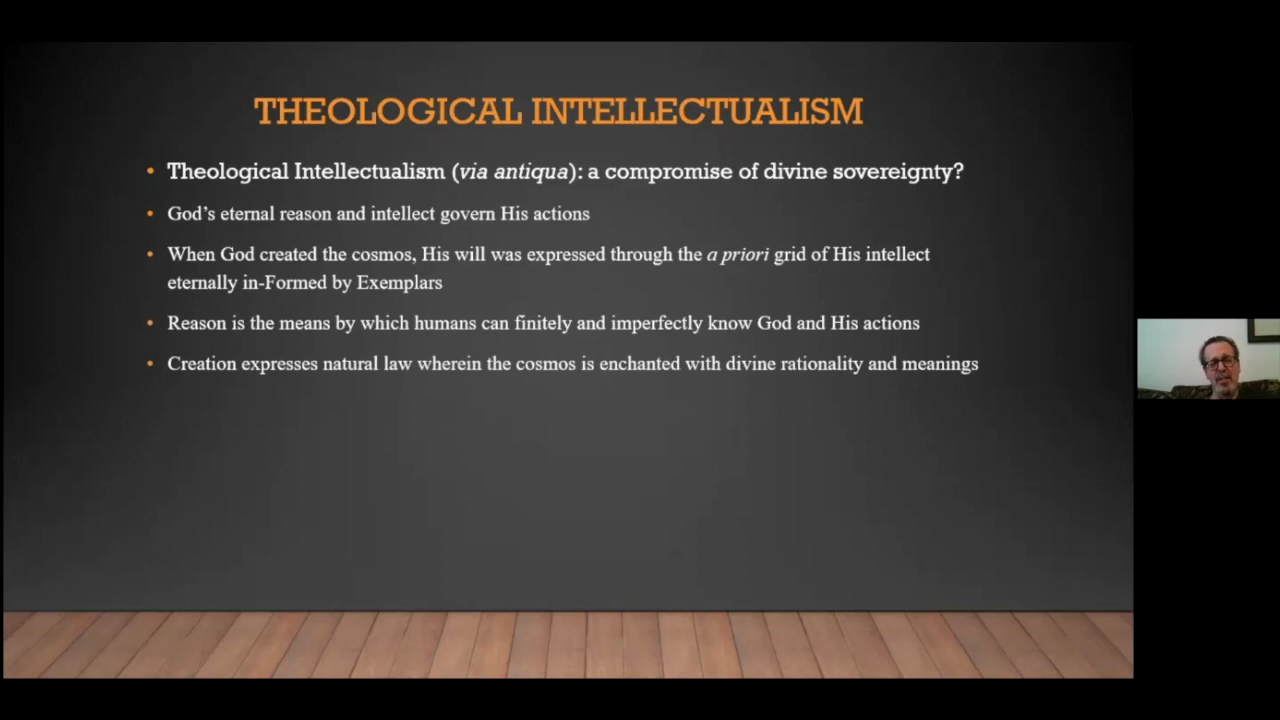 THEOLOGICAL INTELLECTUALISM
• Theological Intellectualism (via antiqua): a compromise of divine sovereignty?
• God's eternal reason and intellect govern His actions
• When God created the cosmos, His will was expressed through the a priori grid of His intellect
eternally in-Formed by Exemplars
• Reason is the means by which humans can finitely and imperfectly know God and His actions
• Creation expresses natural law wherein the cosmos is enchanted with divine rationality and meanings